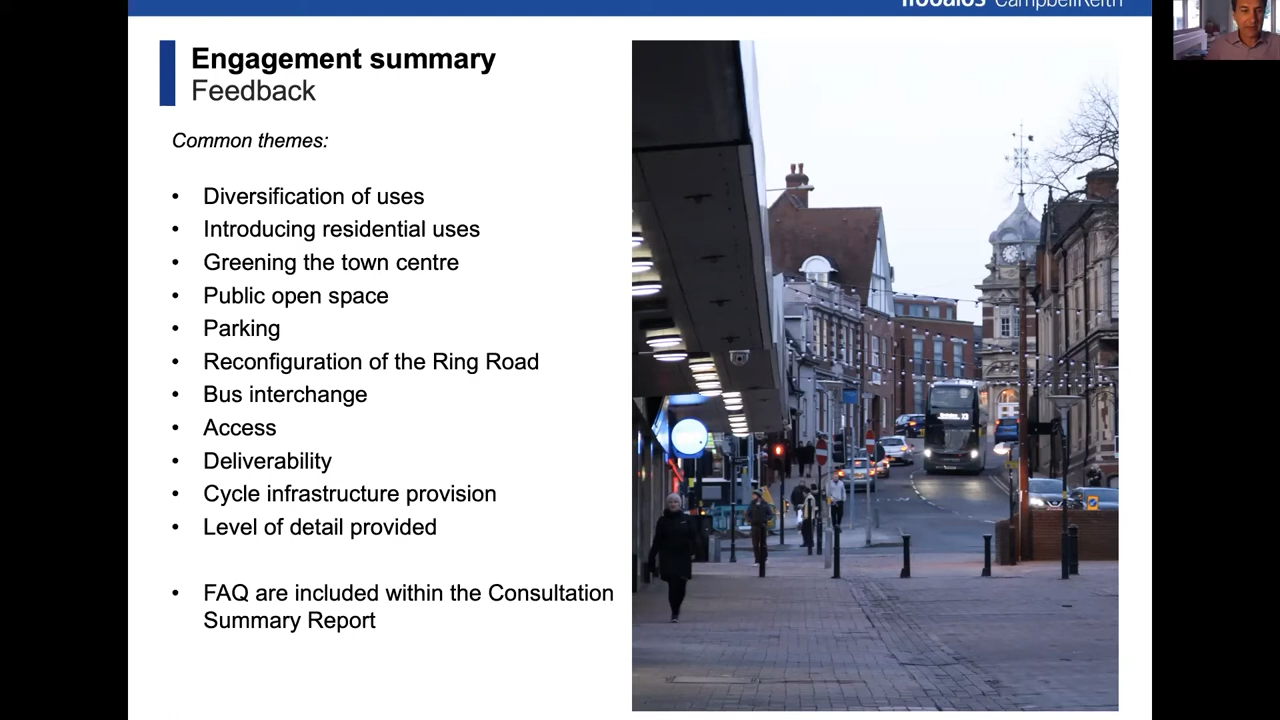 CampbellKeith
Engagement summary
Feedback
Common themes:
• Diversification of uses
• Introducing residential uses
• Greening the town centre
• Public open space
• Parking
• Reconfiguration of the Ring Road
• Bus interchange
• Access
• Deliverability
• Cycle infrastructure provision
• Level of detail provided
• FAQ are included within the Consultation
Summary Report